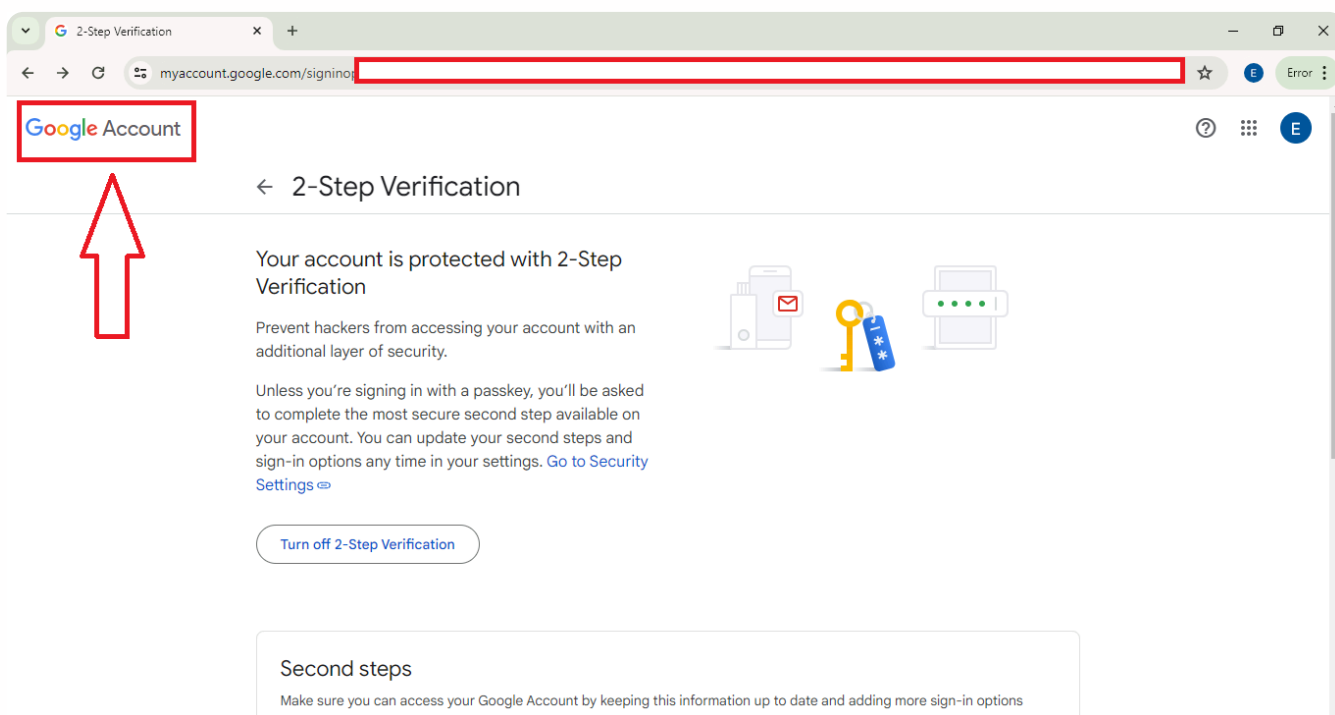 2-Step Verification
myaccount.google.com/signinop
E
Error
Google Account
E
2-Step Verification
Your account is protected with 2-Step
Verification
Prevent hackers from accessing your account with an
additional layer of security.
Unless you’re signing in with a passkey, you’ll be asked
to complete the most secure second step available on
your account. You can update your second steps and
sign-in options any time in your settings. Go to Security
Settings
Turn off 2-Step Verification
Second steps
Make sure you can access your Google Account by keeping this information up to date and adding more sign-in options